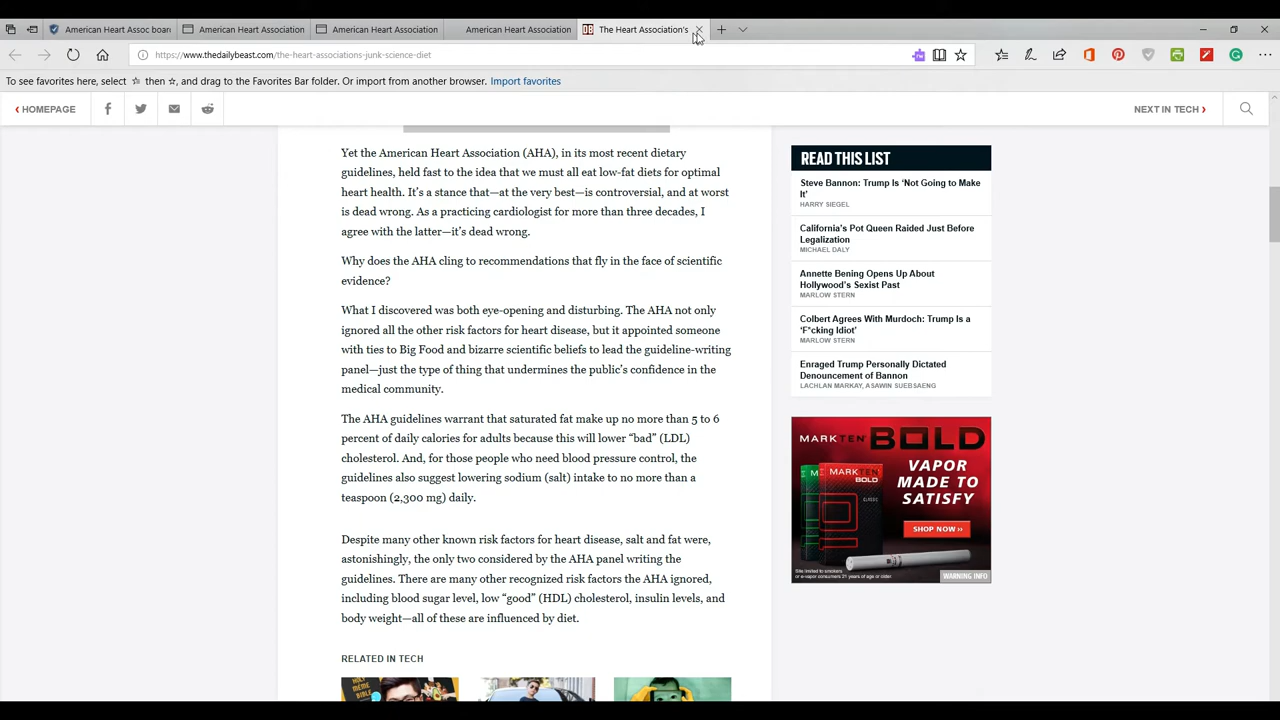 American Heart Assoc boar
American Heart Association
American Heart Association
American Heart Association
The Heart Association's
https://www.thedailybeast.com/the-heart-associations-junk-science-diet
To see favorites here, select ☆ then ☆, and drag to the Favorites Bar folder. Or import from another browser. Import favorites
HOMEPAGE
NEXT IN TECH
Yet the American Heart Association (AHA), in its most recent dietary
guidelines, held fast to the idea that we must all eat low-fat diets for optimal
heart health. It's a stance that—at the very best—is controversial, and at worst
is dead wrong. As a practicing cardiologist for more than three decades, I
agree with the latter—it's dead wrong.
Why does the AHA cling to recommendations that fly in the face of scientific
evidence?
What I discovered was both eye-opening and disturbing. The AHA not only
ignored all the other risk factors for heart disease, but it appointed someone
with ties to Big Food and bizarre scientific beliefs to lead the guideline-writing
panel—just the type of thing that undermines the public's confidence in the
medical community.
The AHA guidelines warrant that saturated fat make up no more than 5 to 6
percent of daily calories for adults because this will lower "bad" (LDL)
cholesterol. And, for those people who need blood pressure control, the
guidelines also suggest lowering sodium (salt) intake to no more than a
teaspoon (2,300 mg) daily.
Despite many other known risk factors for heart disease, salt and fat were,
astonishingly, the only two considered by the AHA panel writing the
guidelines. There are many other recognized risk factors the AHA ignored,
including blood sugar level, low "good" (HDL) cholesterol, insulin levels, and
body weight—all of these are influenced by diet.
RELATED IN TECH
READ THIS LIST
Steve Bannon: Trump Is 'Not Going to Make
It'
HARRY SIEGEL
California's Pot Queen Raided Just Before
Legalization
MICHAEL DALY
Annette Bening Opens Up About
Hollywood's Sexist Past
MARLOW STERN
Colbert Agrees With Murdoch: Trump Is a
'F*cking Idiot'
MARLOW STERN
Enraged Trump Personally Dictated
Denouncement of Bannon
LACHLAN MARKAY, ASAWIN SUEBSAENG
MARKTEN BOLD
VAPOR
MADE TO
SATISFY
SHOW NOW >>
MARKTEN
BOLD
CLASSIC
WARNING INFO